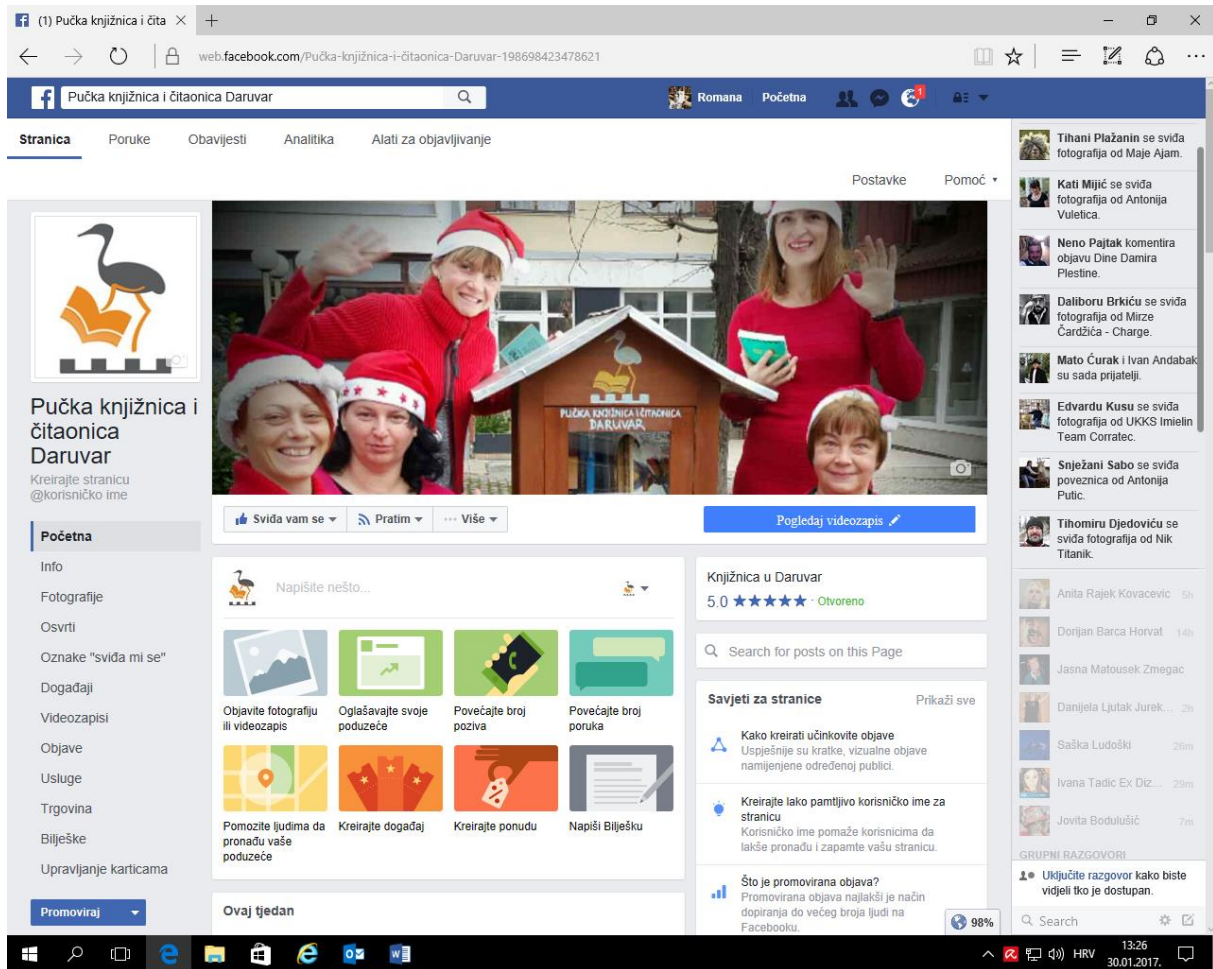 (1) Pučka knjižnica i čita
web.facebook.com/Pučka-knjižnica-i-čitaonica-Daruvar-198698423478621
Pučka knjižnica i čitaonica Daruvar
Romana Početna 1
Stranica Poruke Obavijesti Analitika Alati za objavljivanje
Postavke Pomoć
Pučka knjižnica i
čitaonica
Daruvar
Kreirajte stranicu
@korisničko ime
Početna
Info
Fotografije
Osvrti
Oznake "sviđa mi se"
Događaji
Videozapisi
Objave
Usluge
Trgovina
Bilješke
Upravljanje karticama
Promoviraj
PUČKA KNJIŽNICA I ČITAONICA
DARUVAR
Sviđa vam se Pratim Više
Pogledaj videozapis
Napišite nešto...
Objavite fotografiju
ili videozapis
Oglašavajte svoje
poduzeće
Povećajte broj
poziva
Povećajte broj
poruka
Pomozite ljudima da
pronađu vaše
poduzeće
Kreirajte događaj
Kreirajte ponudu
Napiši Bilješku
Ovaj tjedan
Knjižnica u Daruvar
5.0 ★★★★★ · Otvoreno
Search for posts on this Page
Savjeti za stranice Prikaži sve
Kako kreirati učinkovite objave
Uspješnije su kratke, vizualne objave
namijenjene određenoj publici.
Kreirajte lako pamtljivo korisničko ime za
stranicu
Korisničko ime pomaže korisnicima da
lakše pronađu i zapamte vašu stranicu.
Što je promovirana objava?
Promovirana objava najlakši je način
dopiranja do većeg broja ljudi na
Facebooku.
98%
Tihani Plažanin se sviđa
fotografija od Maje Ajam.
Kati Mijić se sviđa
fotografija od Antonija
Vuletica.
Neno Pajtak komentira
objavu Dine Damira
Plestine.
Daliboru Brkiću se sviđa
fotografija od Mirze
Čardžića - Charge.
Mato Ćurak i Ivan Andabak
su sada prijatelji.
Edvardu Kusu se sviđa
fotografija od UKKS Imielin
Team Corratec.
Snježani Sabo se sviđa
poveznica od Antonija
Putic.
Tihomiru Djedoviću se
sviđa fotografija od Nik
Titanik.
Anita Rajek Kovacevic 5h
Dorijan Barca Horvat 14h
Jasna Matousek Zmegac
Danijela Ljutak Jurek... 2h
Saška Ludoški 26m
Ivana Tadic Ex Diz... 29m
Jovita Bodulušić 7m
GRUPNI RAZGOVORI
Uključite razgovor kako biste
vidjeli tko je dostupan.
Search
HRV
13:26
30.01.2017.